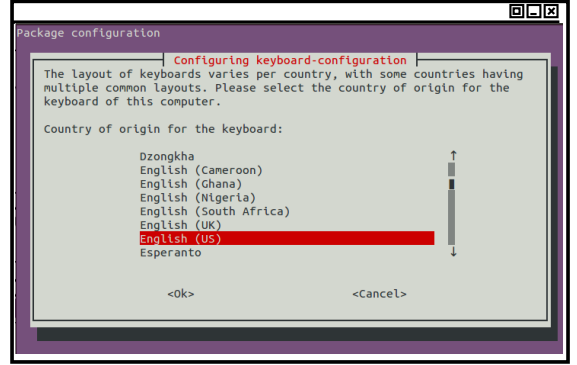 Package configuration
Configuring keyboard-configuration
The layout of keyboards varies per country, with some countries having
multiple common layouts. Please select the country of origin for the
keyboard of this computer.
Country of origin for the keyboard:
Dzongkha
English (Cameroon)
English (Ghana)
English (Nigeria)
English (South Africa)
English (UK)
English (US)
Esperanto
<Ok> <Cancel>